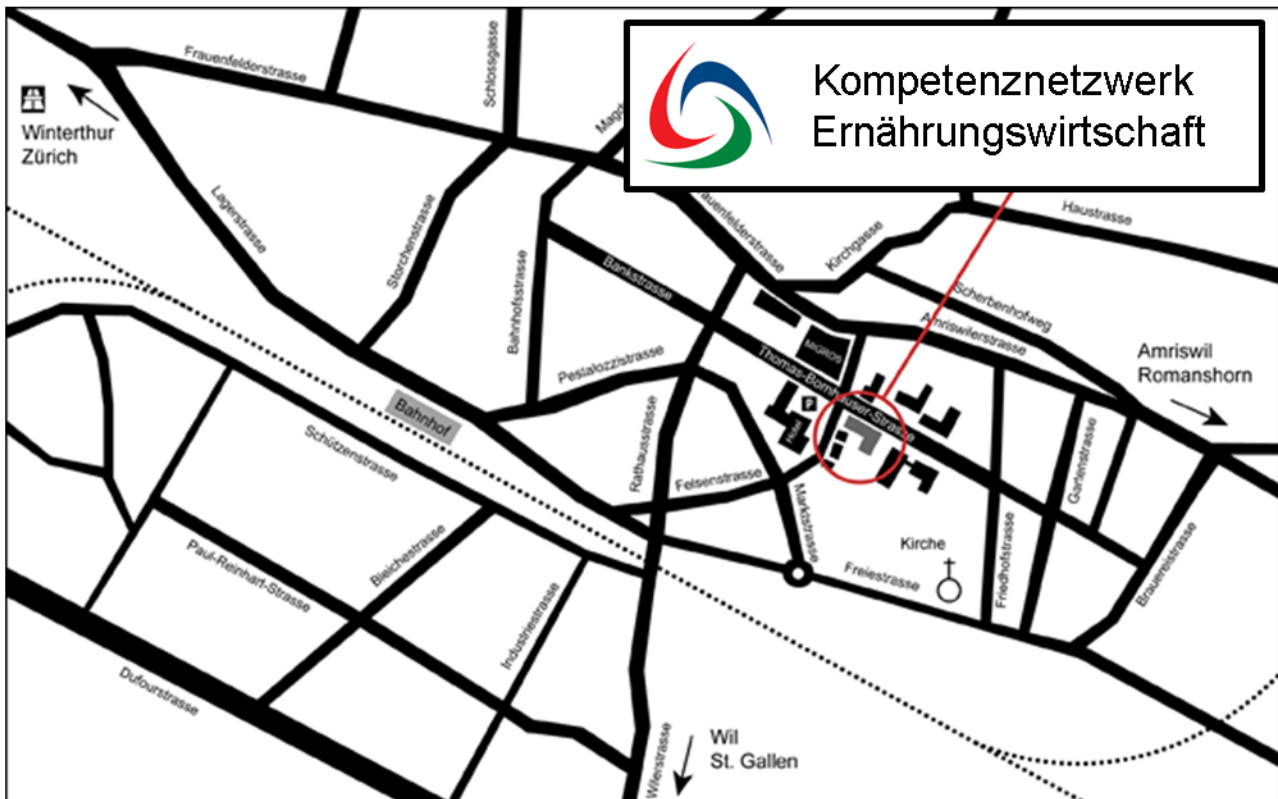 Kompetenznetzwerk
Ernährungswirtschaft
Winterthur
Zürich
Frauenfelderstrasse
Schlossgasse
Lagerstrasse
Storchenstrasse
Bahnhofsstrasse
Bankstrasse
Kirchgasse
Haustrasse
Scherbenhofweg
Amriswilerstrasse
MIGROS
Thomas-Bornhauser-Strasse
Amriswil
Romanshorn
Pestalozzistrasse
P
Hotel
Bahnhof
Schützenstrasse
Rathausstrasse
Felsenstrasse
Marktstrasse
Gartenstrasse
Friedhofstrasse
Brauereistrasse
Kirche
Freiestrasse
Paul-Reinhart-Strasse
Bleichestrasse
Industriestrasse
Dufourstrasse
Wilerstrasse
Wil
St. Gallen